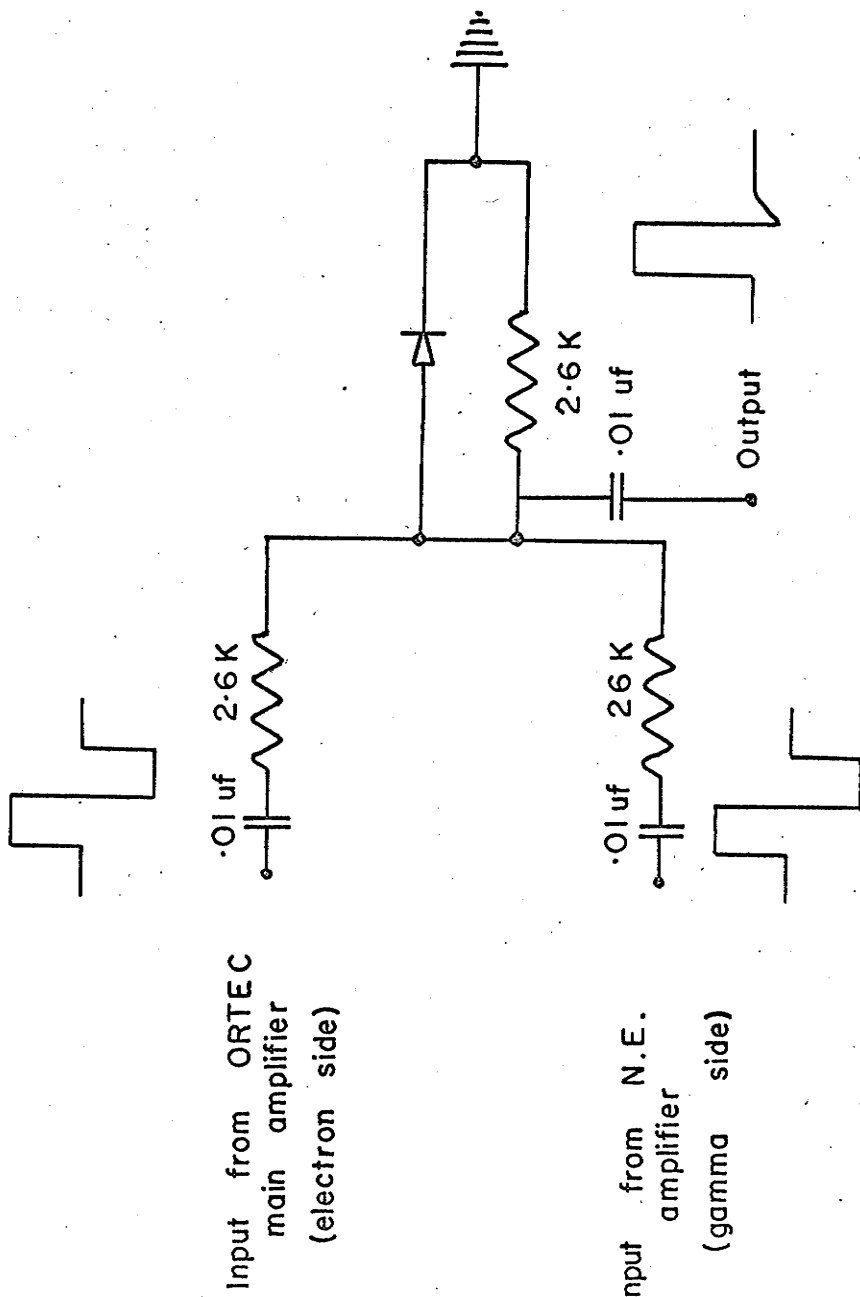 Input from ORTEC
main amplifier
(electron side)
.01 uf
2.6 K
2.6 K
.01 uf
Output
.01 uf
26 K
nput from N.E.
amplifier
(gamma side)